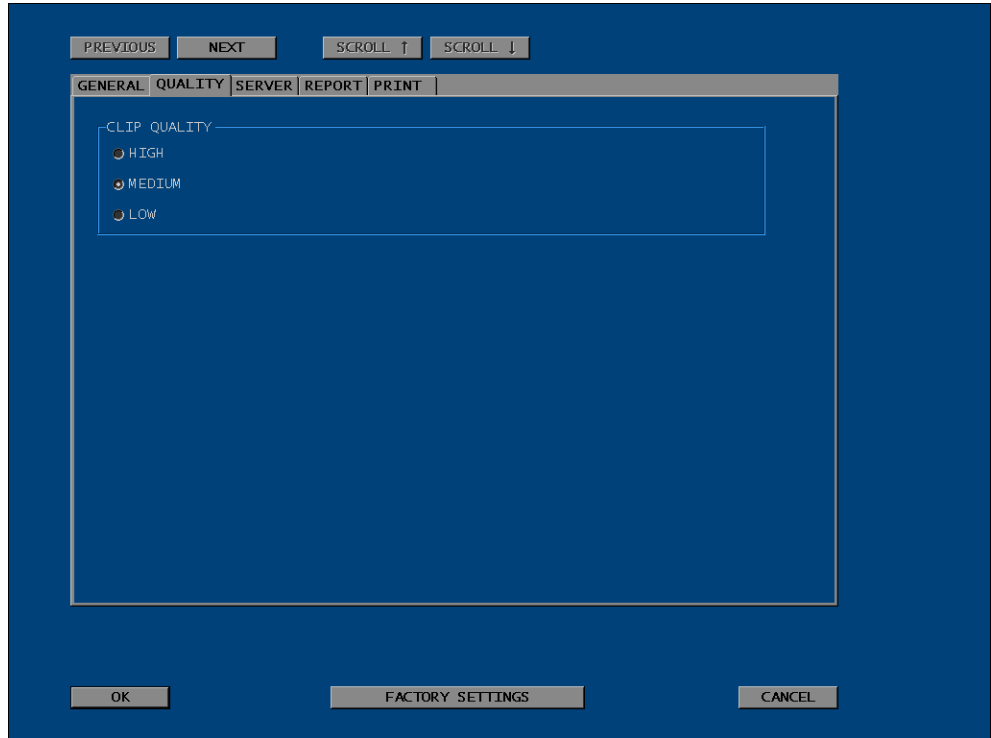 PREVIOUS NEXT SCROLL ↑ SCROLL ↓
GENERAL QUALITY SERVER REPORT PRINT
CLIP QUALITY
HIGH
MEDIUM
LOW
OK FACTORY SETTINGS CANCEL